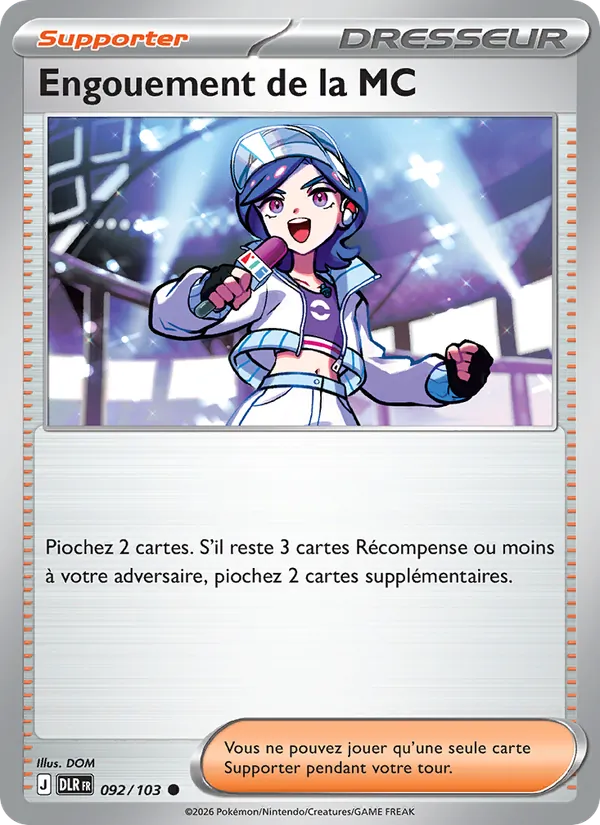 Supporter
DRESSEUR
Engouement de la MC
Piochez 2 cartes. S'il reste 3 cartes Récompense ou moins
à votre adversaire, piochez 2 cartes supplémentaires.
Vous ne pouvez jouer qu'une seule carte
Supporter pendant votre tour.
Illus. DOM
J DLR FR 092/103
©2026 Pokémon/Nintendo/Creatures/GAME FREAK